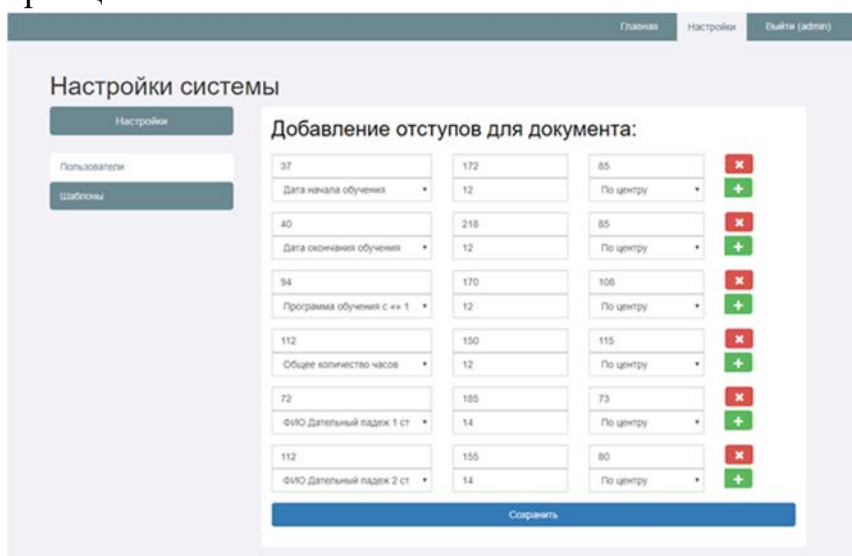 Главная Настройки Выйти (admin)
Настройки системы
Настройки
Пользователи
Шаблоны
Добавление отступов для документа:
37 172 85
Дата начала обучения 12 По центру
40 218 85
Дата окончания обучения 12 По центру
94 170 108
Программа обучения с «» 1 12 По центру
112 150 115
Общее количество часов 12 По центру
72 185 73
ФИО Дательный падеж 1 ст 14 По центру
112 155 80
ФИО Дательный падеж 2 ст 14 По центру
Сохранить